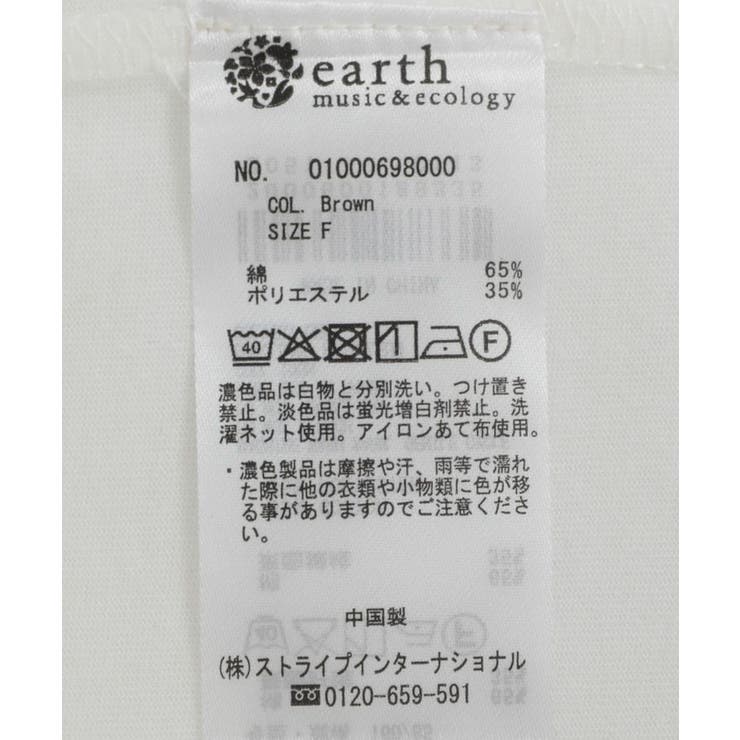 earth
music&ecology
NO. 01000698000
COL. Brown
SIZE F
綿 65%
ポリエステル 35%
40 F
濃色品は白物と分別洗い。つけ置き
禁止。淡色品は蛍光増白剤禁止。洗
濯ネット使用。アイロンあて布使用。
・濃色製品は摩擦や汗、雨等で濡れ
た際に他の衣類や小物類に色が移
る事がありますのでご注意くださ
い。
中国製
(株)ストライプインターナショナル
0120-659-591